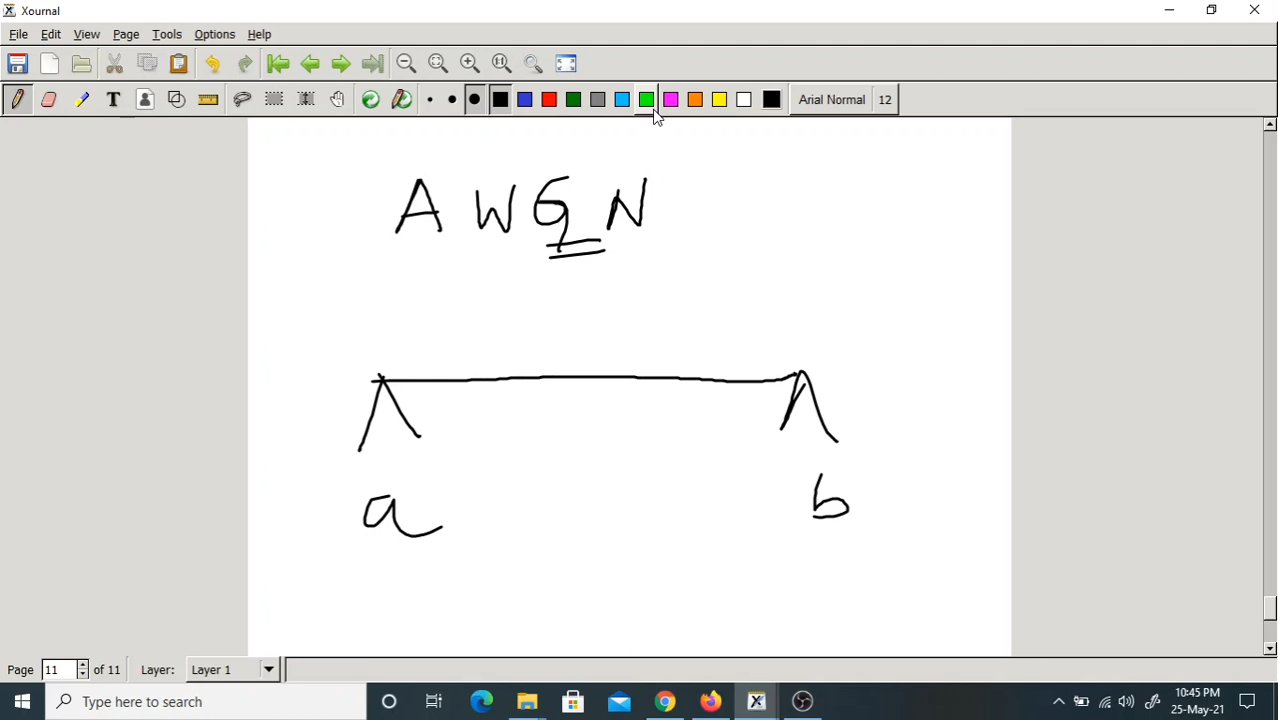 Xournal
File Edit View Page Tools Options Help
Arial Normal 12
A W G N
a b
Page 11 of 11 Layer: Layer 1
Type here to search
10:45 PM
25-May-21